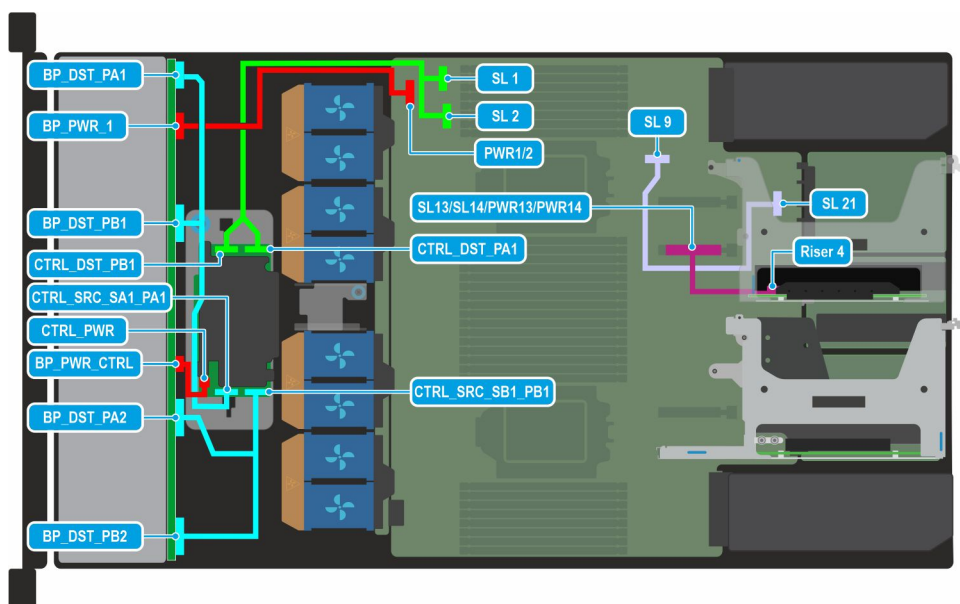 BP_DST_PA1
BP_PWR_1
BP_DST_PB1
CTRL_DST_PB1
CTRL_SRC_SA1_PA1
CTRL_PWR
BP_PWR_CTRL
BP_DST_PA2
BP_DST_PB2
SL 1
SL 2
PWR1/2
CTRL_DST_PA1
CTRL_SRC_SB1_PB1
SL 9
SL13/SL14/PWR13/PWR14
SL 21
Riser 4